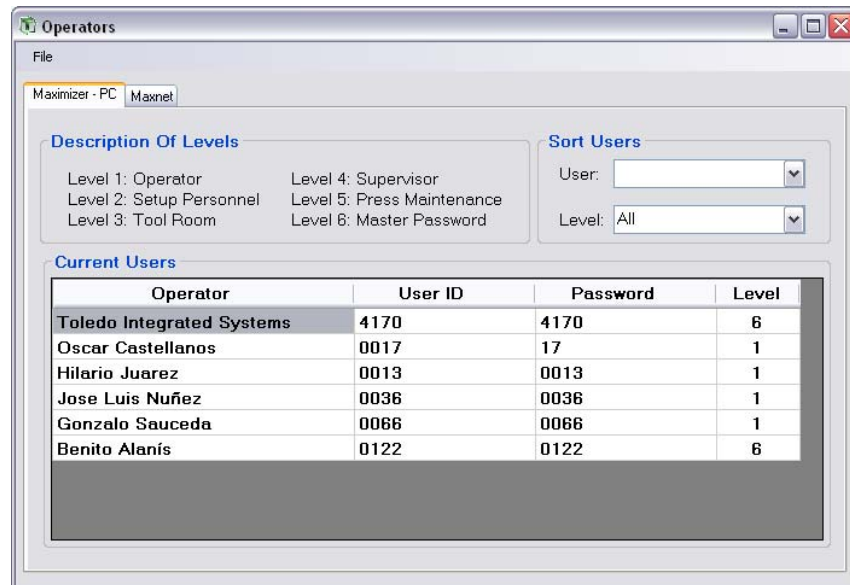 Operators
File
Maximizer - PC Maxnet
Description Of Levels
Level 1: Operator Level 4: Supervisor
Level 2: Setup Personnel Level 5: Press Maintenance
Level 3: Tool Room Level 6: Master Password
Sort Users
User:
Level: All
Current Users
Operator User ID Password Level
Toledo Integrated Systems 4170 4170 6
Oscar Castellanos 0017 17 1
Hilario Juarez 0013 0013 1
Jose Luis Nuñez 0036 0036 1
Gonzalo Sauceda 0066 0066 1
Benito Alanís 0122 0122 6